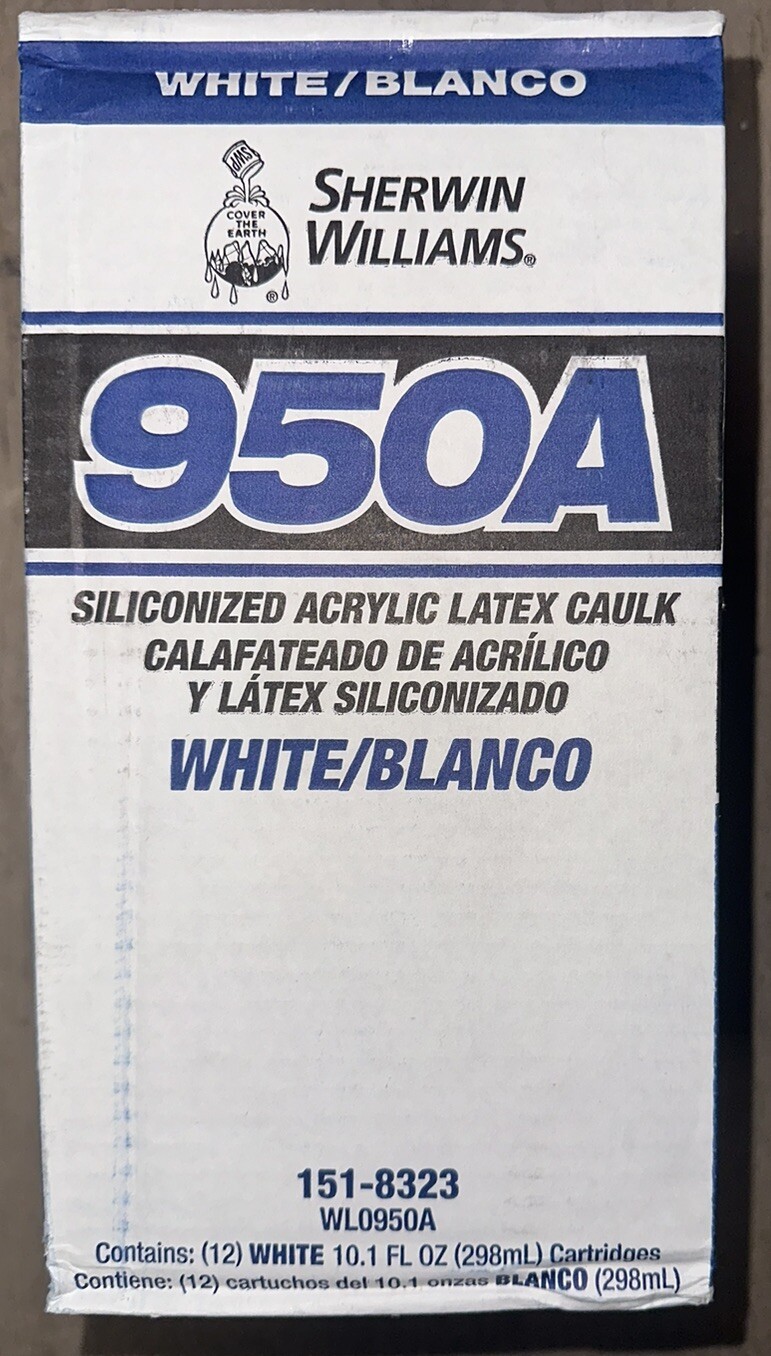 WHITE/BLANCO
SWP
COVER
THE
EARTH
®
SHERWIN
WILLIAMS®
950A
SILICONIZED ACRYLIC LATEX CAULK
CALAFATEADO DE ACRÍLICO
Y LÁTEX SILICONIZADO
WHITE/BLANCO
151-8323
WL0950A
Contains: (12) WHITE 10.1 FL OZ (298mL) Cartridges
Contiene: (12) cartuchos del 10.1 onzas BLANCO (298mL)